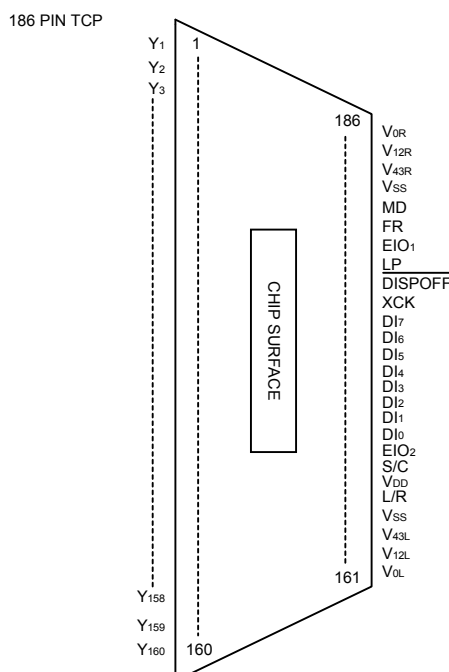 186 PIN TCP
Y1
1
Y2
Y3
186
V0R
V12R
V43R
VSS
MD
FR
EIO1
LP
DISPOFF
XCK
DI7
DI6
DI5
DI4
DI3
DI2
DI1
DI0
EIO2
S/C
VDD
L/R
VSS
V43L
V12L
V0L
CHIP SURFACE
161
Y158
Y159
Y160
160